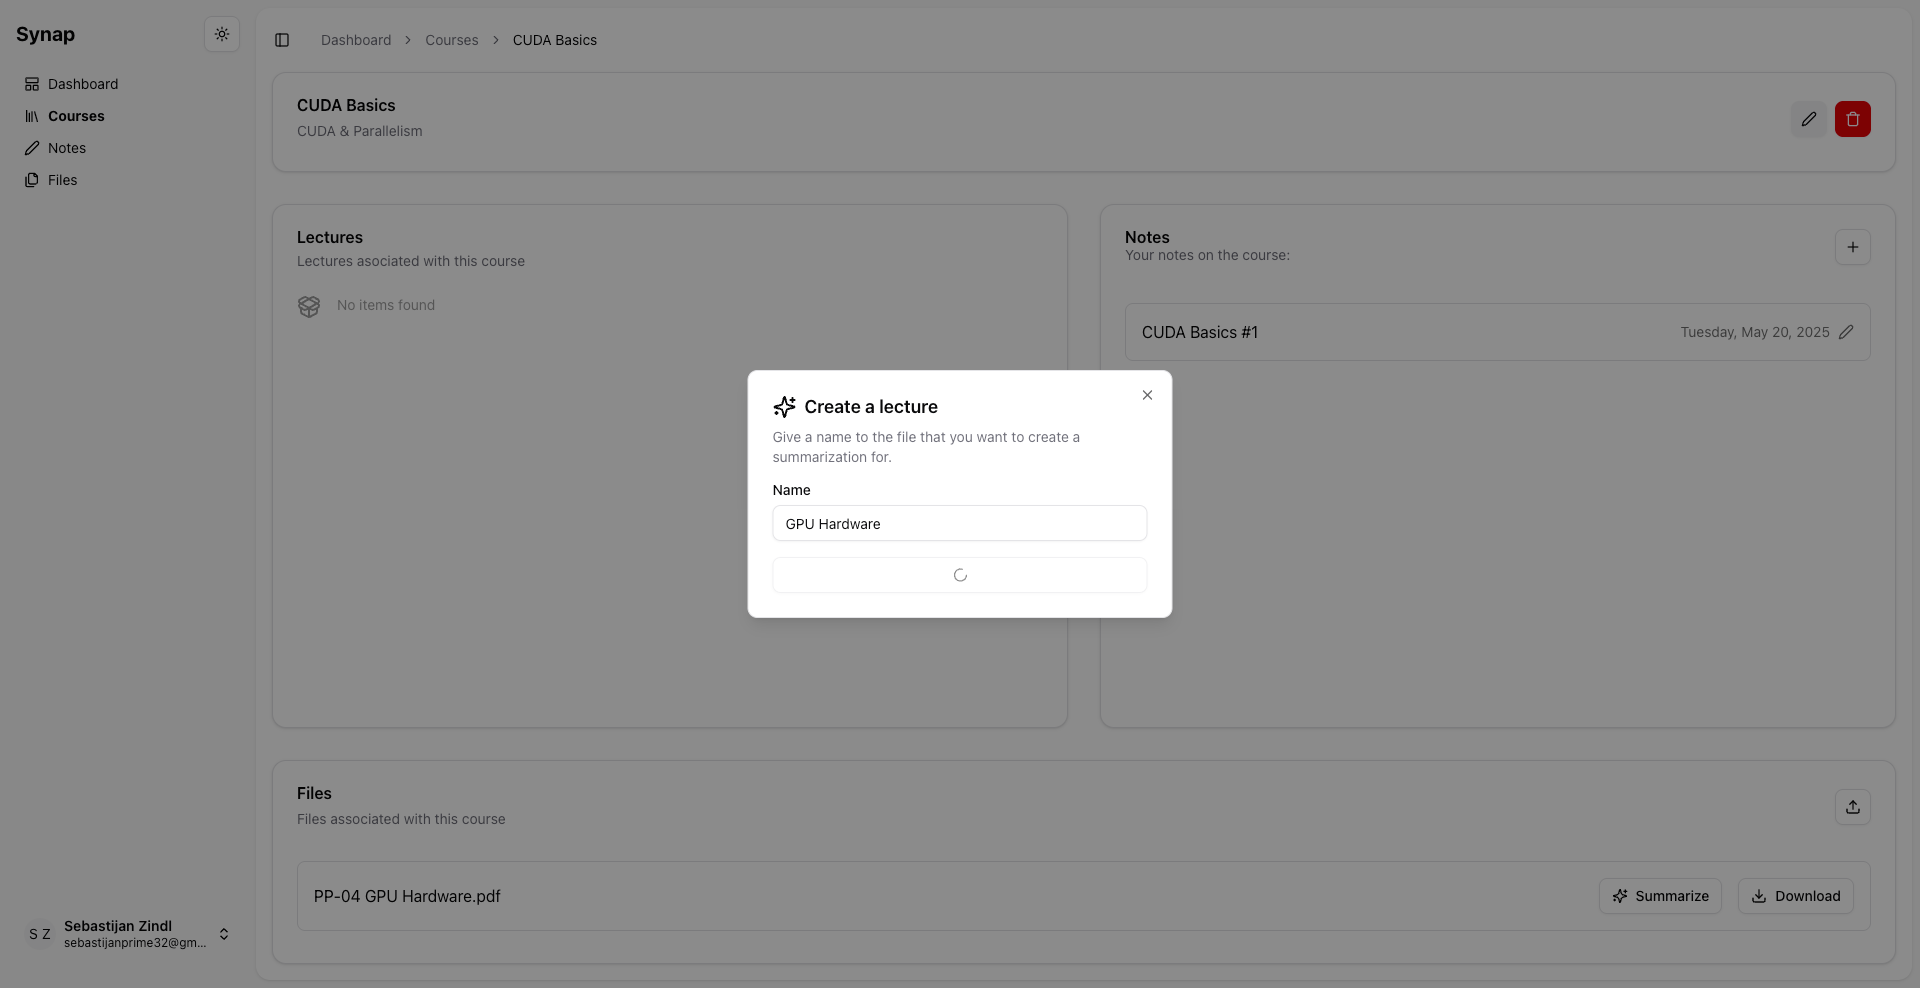 Synap
Dashboard
Courses
Notes
Files
S Z
Sebastijan Zindl
sebastijanprime32@gm...
Dashboard > Courses > CUDA Basics
CUDA Basics
CUDA & Parallelism
Lectures
Lectures asociated with this course
No items found
Notes
Your notes on the course:
CUDA Basics #1
Tuesday, May 20, 2025
Create a lecture
Give a name to the file that you want to create a
summarization for.
Name
GPU Hardware
Files
Files associated with this course
PP-04 GPU Hardware.pdf
Summarize
Download